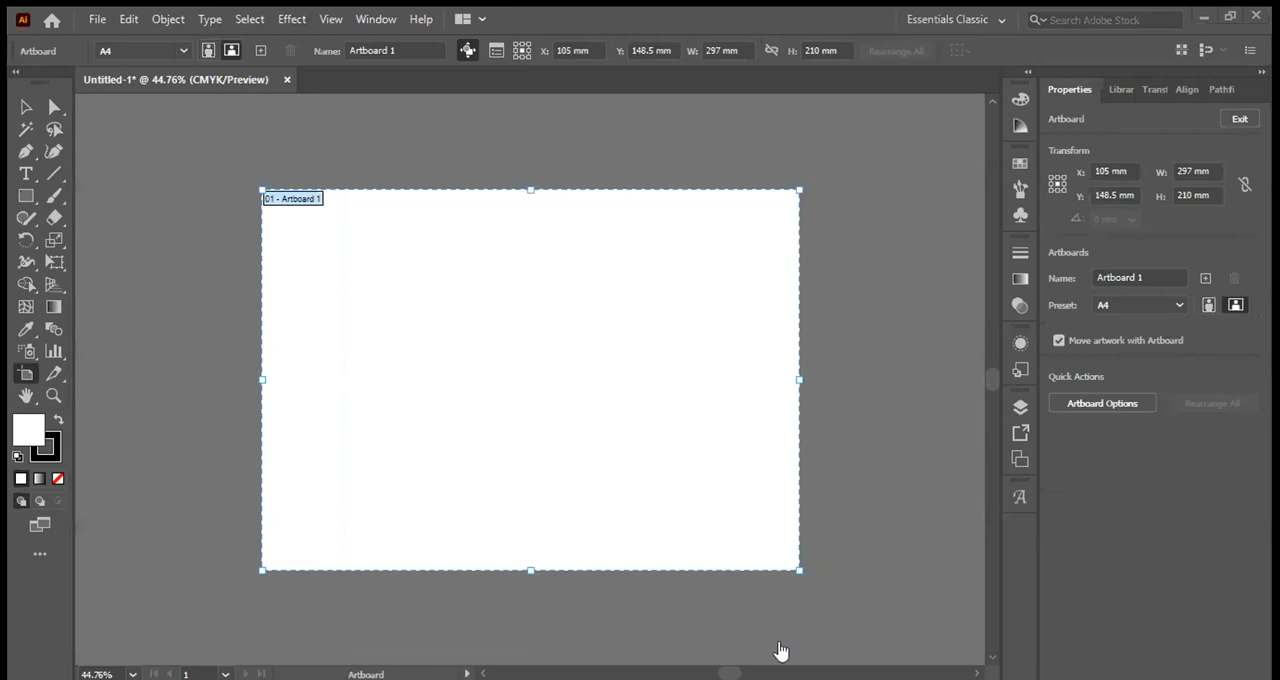 Ai File Edit Object Type Select Effect View Window Help Essentials Classic Search Adobe Stock
Artboard A4 Name: Artboard 1 X: 105 mm Y: 148.5 mm W: 297 mm H: 210 mm Rearrange All
Untitled-1* @ 44.76% (CMYK/Preview) ×
Properties Librar Transf Align Pathfi
Artboard Exit
Transform
X: 105 mm W: 297 mm
Y: 148.5 mm H: 210 mm
0 mm
01 - Artboard 1
Artboards
Name: Artboard 1
Preset: A4
Move artwork with Artboard
Quick Actions
Artboard Options Rearrange All
44.76% 1 Artboard